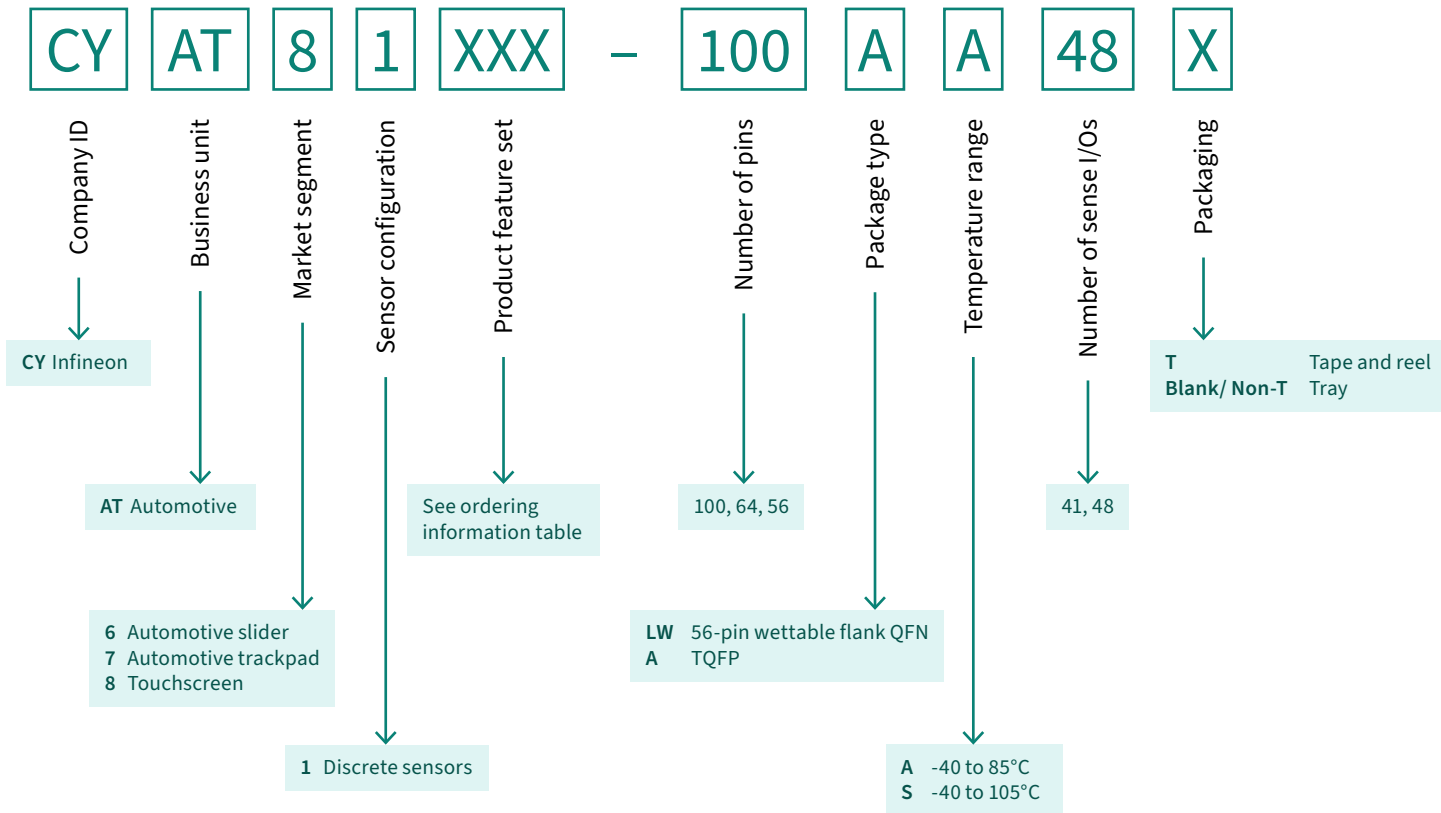 CY AT 8 1 XXX – 100 A A 48 X
Company ID
Business unit
Market segment
Sensor configuration
Product feature set
Number of pins
Package type
Temperature range
Number of sense I/Os
Packaging
CY Infineon
T Tape and reel
Blank/ Non-T Tray
AT Automotive
See ordering
information table
100, 64, 56
41, 48
6 Automotive slider
7 Automotive trackpad
8 Touchscreen
LW 56-pin wettable flank QFN
A TQFP
1 Discrete sensors
A -40 to 85°C
S -40 to 105°C